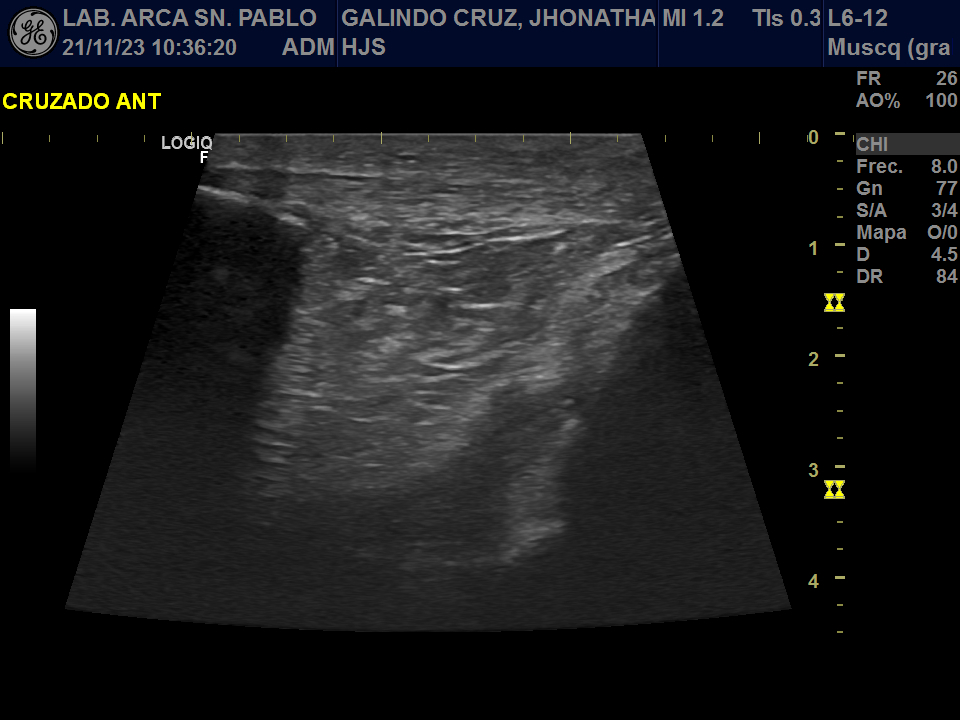 LAB. ARCA SN. PABLO GALINDO CRUZ, JHONATHA MI 1.2 TIs 0.3 L6-12
21/11/23 10:36:20 ADM HJS Muscq (gra
FR 26
CRUZADO ANT
AO% 100
LOGIQ
F
CHI
Frec. 8.0
Gn 77
S/A 3/4
Mapa O/0
D 4.5
DR 84
0
1
2
3
4